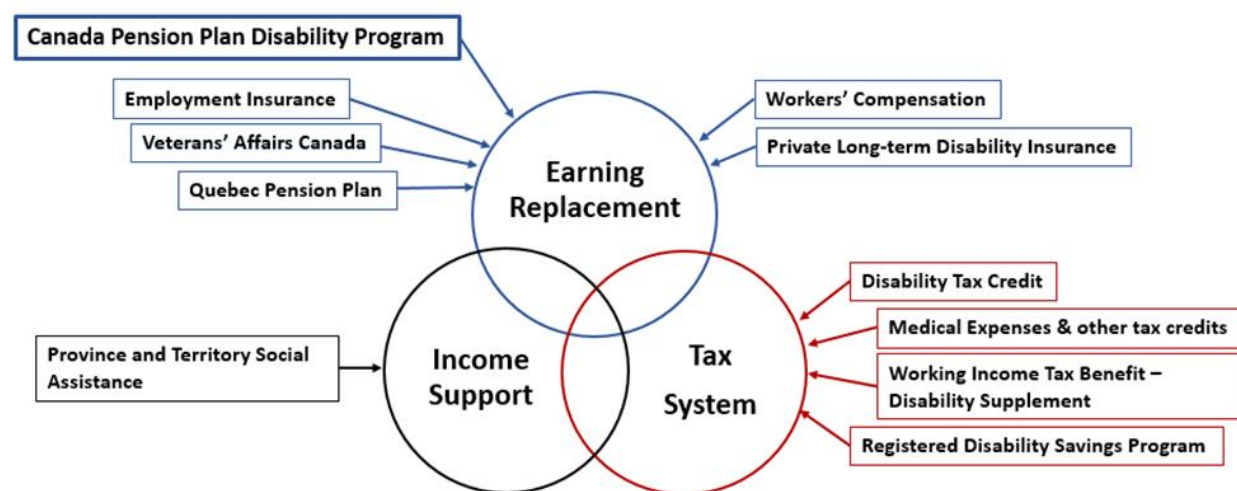 Canada Pension Plan Disability Program
Employment Insurance
Veterans' Affairs Canada
Quebec Pension Plan
Workers' Compensation
Private Long-term Disability Insurance
Earning
Replacement
Disability Tax Credit
Medical Expenses & other tax credits
Working Income Tax Benefit –
Disability Supplement
Registered Disability Savings Program
Province and Territory Social
Assistance
Income
Support
Tax
System